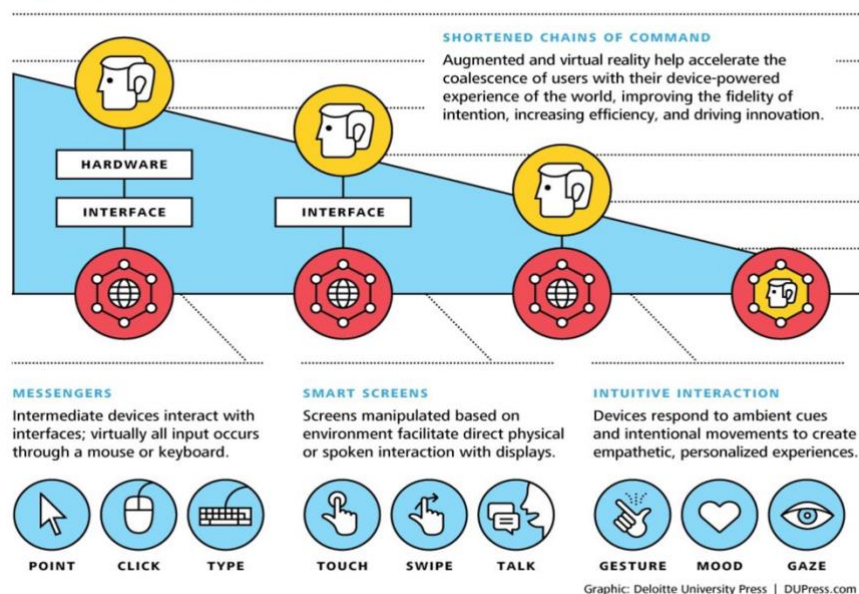 SHORTENED CHAINS OF COMMAND
Augmented and virtual reality help accelerate the
coalescence of users with their device-powered
experience of the world, improving the fidelity of
intention, increasing efficiency, and driving innovation.
HARDWARE
INTERFACE
INTERFACE
MESSENGERS
Intermediate devices interact with
interfaces; virtually all input occurs
through a mouse or keyboard.
POINT
CLICK
TYPE
SMART SCREENS
Screens manipulated based on
environment facilitate direct physical
or spoken interaction with displays.
TOUCH
SWIPE
TALK
INTUITIVE INTERACTION
Devices respond to ambient cues
and intentional movements to create
empathetic, personalized experiences.
GESTURE
MOOD
GAZE
Graphic: Deloitte University Press | DUPress.com